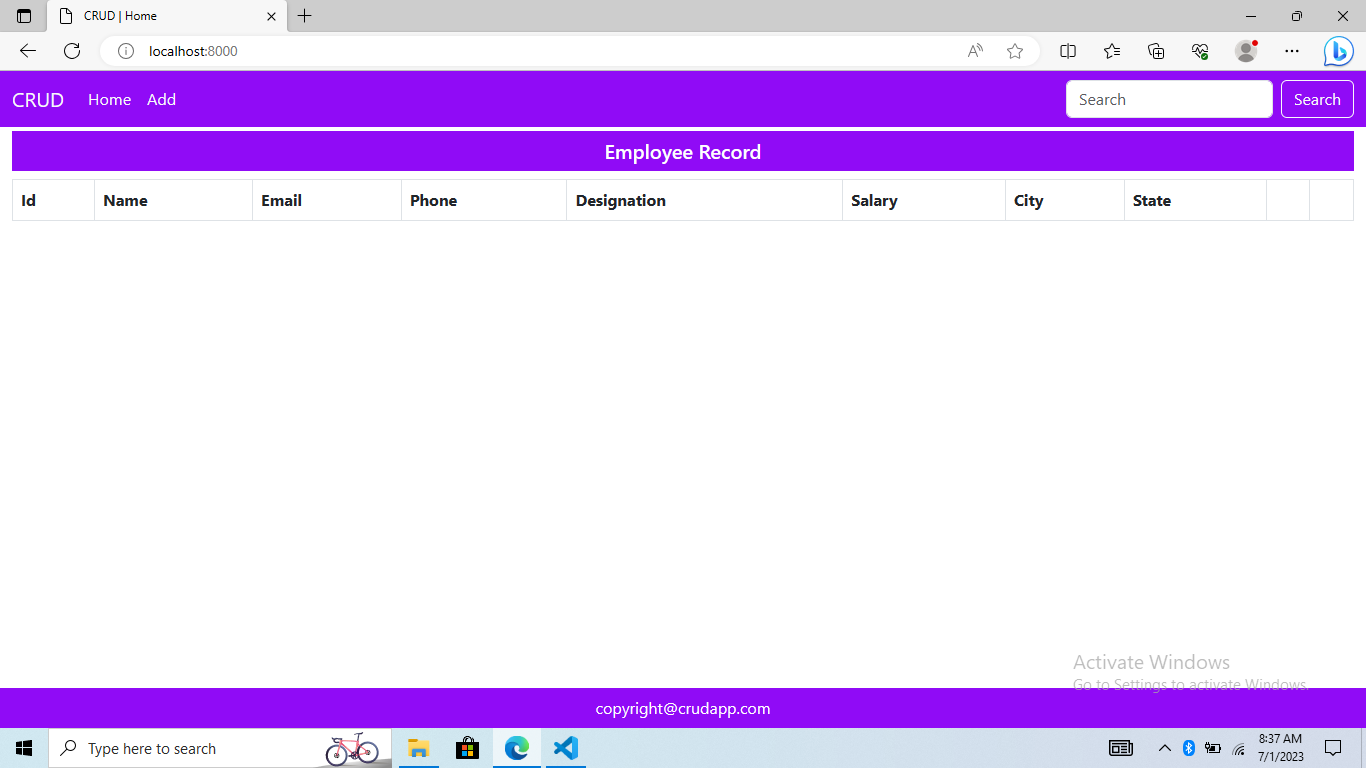 CRUD | Home
localhost:8000
CRUD Home Add Search Search
Employee Record
Id Name Email Phone Designation Salary City State
Activate Windows
Go to Settings to activate Windows.
copyright@crudapp.com
Type here to search
8:37 AM
7/1/2023